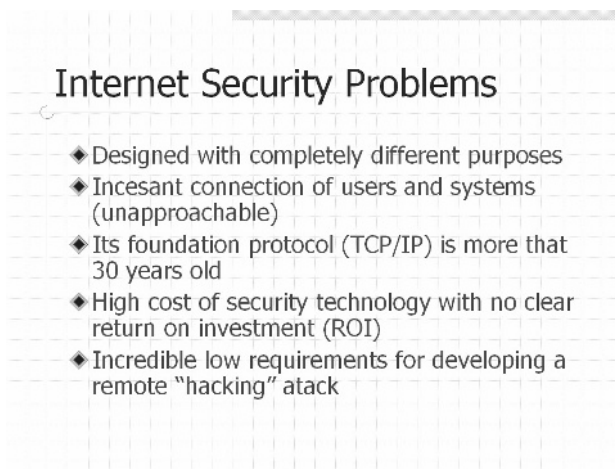 Internet Security Problems
Designed with completely different purposes
Incesant connection of users and systems
(unapproachable)
Its foundation protocol (TCP/IP) is more that
30 years old
High cost of security technology with no clear
return on investment (ROI)
Incredible low requirements for developing a
remote “hacking” atack